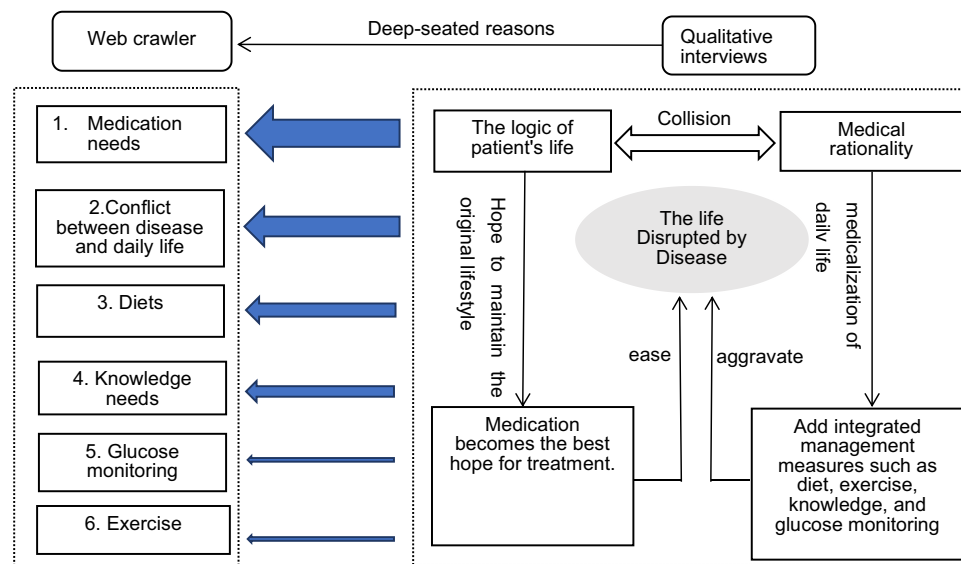 Web crawler
Deep-seated reasons
Qualitative
interviews
1. Medication
needs
2.Conflict
between disease
and daily life
3. Diets
4. Knowledge
needs
5. Glucose
monitoring
6. Exercise
The logic of
patient's life
Collision
Medical
rationality
Hope to maintain the
original lifestyle
The life
Disrupted by
Disease
medicalization of
daily life
ease
aggravate
Medication
becomes the best
hope for treatment.
Add integrated
management
measures such as
diet, exercise,
knowledge, and
glucose monitoring